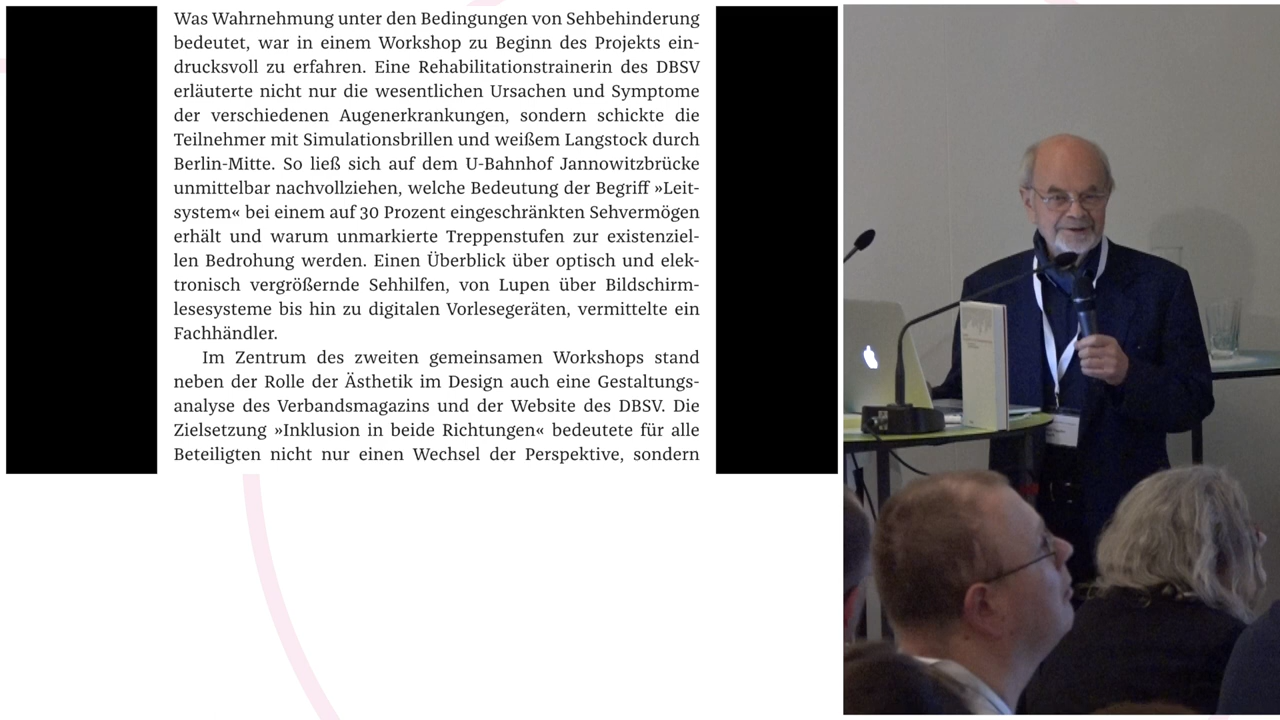 Was Wahrnehmung unter den Bedingungen von Sehbehinderung
bedeutet, war in einem Workshop zu Beginn des Projekts ein-
drucksvoll zu erfahren. Eine Rehabilitationstrainerin des DBSV
erläuterte nicht nur die wesentlichen Ursachen und Symptome
der verschiedenen Augenerkrankungen, sondern schickte die
Teilnehmer mit Simulationsbrillen und weißem Langstock durch
Berlin-Mitte. So ließ sich auf dem U-Bahnhof Jannowitzbrücke
unmittelbar nachvollziehen, welche Bedeutung der Begriff »Leit-
system« bei einem auf 30 Prozent eingeschränkten Sehvermögen
erhält und warum unmarkierte Treppenstufen zur existenziel-
len Bedrohung werden. Einen Überblick über optisch und elek-
tronisch vergrößernde Sehhilfen, von Lupen über Bildschirm-
lesesysteme bis hin zu digitalen Vorlesegeräten, vermittelte ein
Fachhändler.
Im Zentrum des zweiten gemeinsamen Workshops stand
neben der Rolle der Ästhetik im Design auch eine Gestaltungs-
analyse des Verbandsmagazins und der Website des DBSV. Die
Zielsetzung »Inklusion in beide Richtungen« bedeutete für alle
Beteiligten nicht nur einen Wechsel der Perspektive, sondern